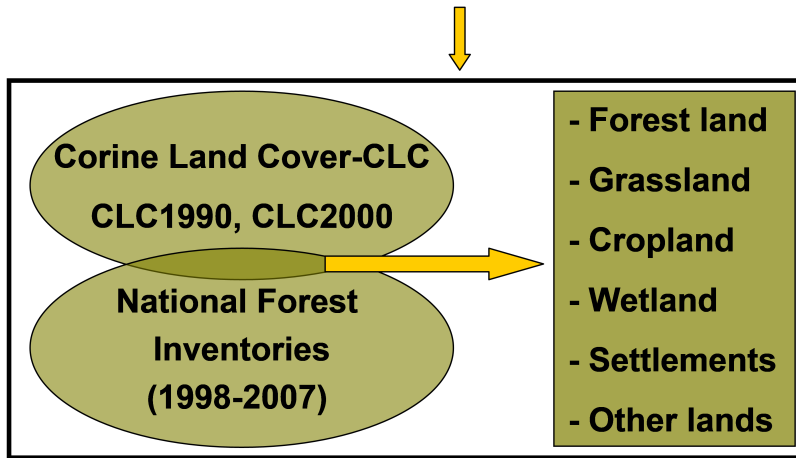 Corine Land Cover-CLC
CLC1990, CLC2000
National Forest
Inventories
(1998-2007)
- Forest land
- Grassland
- Cropland
- Wetland
- Settlements
- Other lands